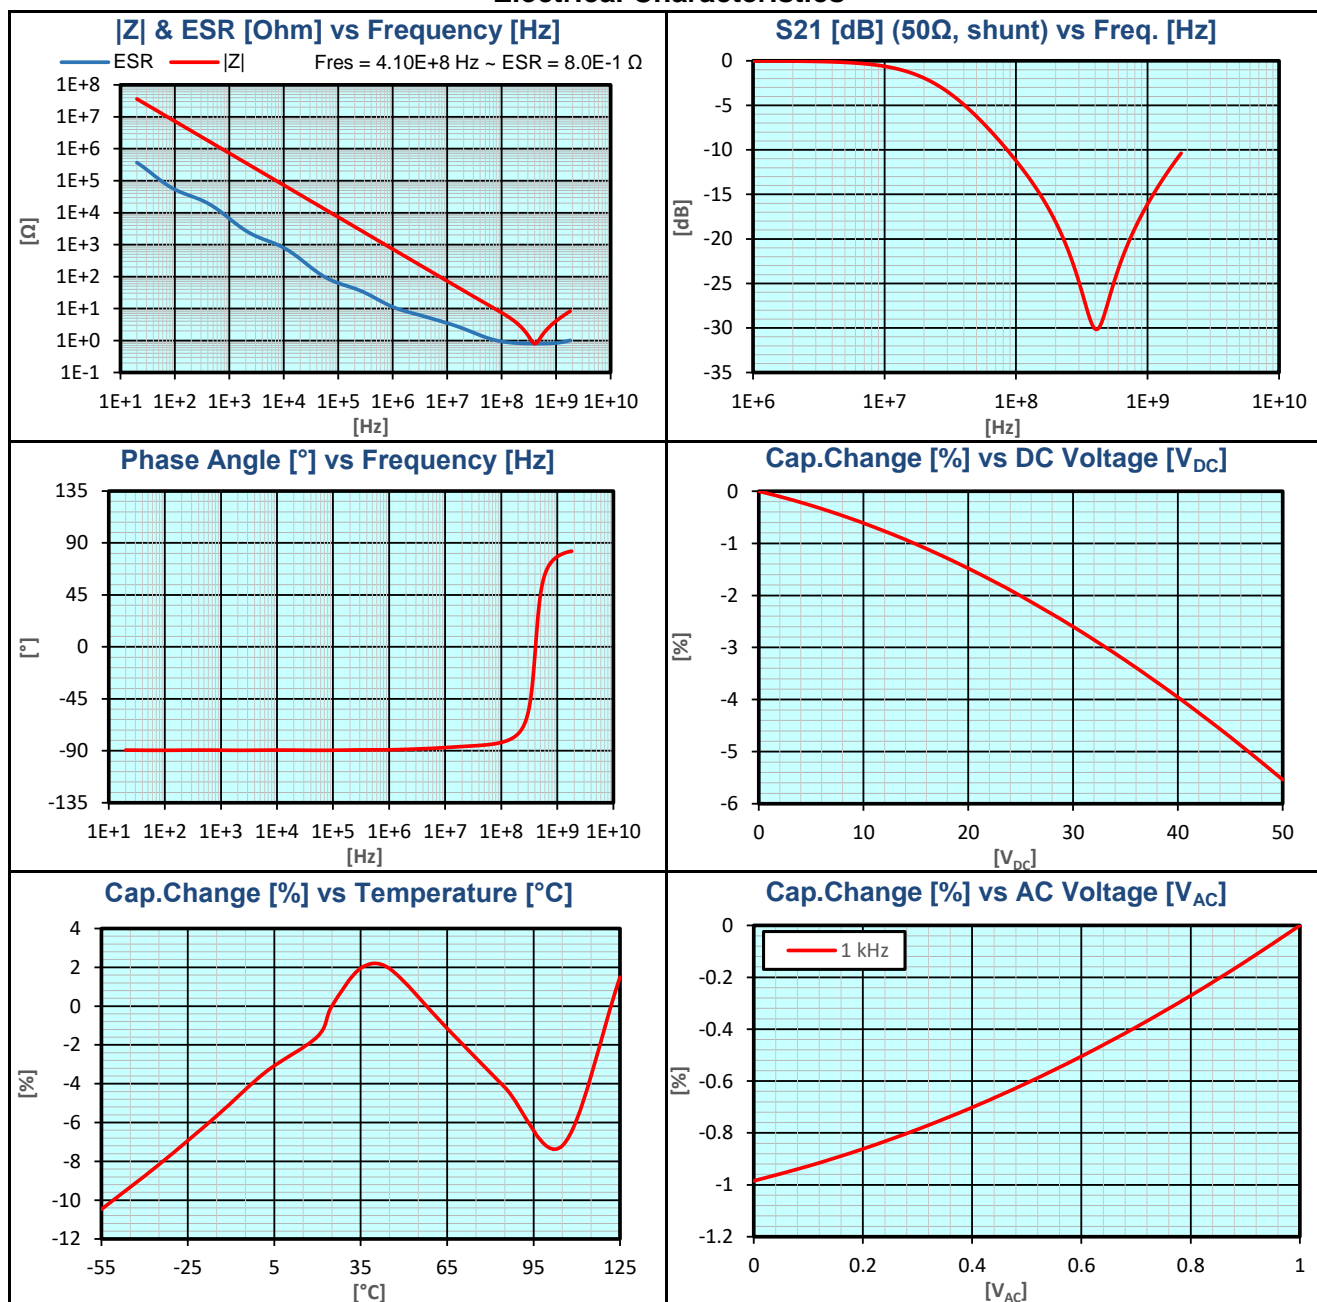 |Z| & ESR [Ohm] vs Frequency [Hz]
ESR |Z| Fres = 4.10E+8 Hz ~ ESR = 8.0E-1 Ω
1E+8
1E+7
1E+6
1E+5
1E+4
1E+3
1E+2
1E+1
1E+0
1E-1
[Ω]
1E+1 1E+2 1E+3 1E+4 1E+5 1E+6 1E+7 1E+8 1E+9 1E+10
[Hz]
S21 [dB] (50Ω, shunt) vs Freq. [Hz]
0
-5
-10
-15
-20
-25
-30
-35
[dB]
1E+6 1E+7 1E+8 1E+9 1E+10
[Hz]
Phase Angle [°] vs Frequency [Hz]
135
90
45
0
-45
-90
-135
[°]
1E+1 1E+2 1E+3 1E+4 1E+5 1E+6 1E+7 1E+8 1E+9 1E+10
[Hz]
Cap.Change [%] vs DC Voltage [VDC]
0
-1
-2
-3
-4
-5
-6
[%]
0 10 20 30 40 50
[VDC]
Cap.Change [%] vs Temperature [°C]
4
2
0
-2
-4
-6
-8
-10
-12
[%]
-55 -25 5 35 65 95 125
[°C]
Cap.Change [%] vs AC Voltage [VAC]
1 kHz
0
-0.2
-0.4
-0.6
-0.8
-1
-1.2
[%]
0 0.2 0.4 0.6 0.8 1
[VAC]